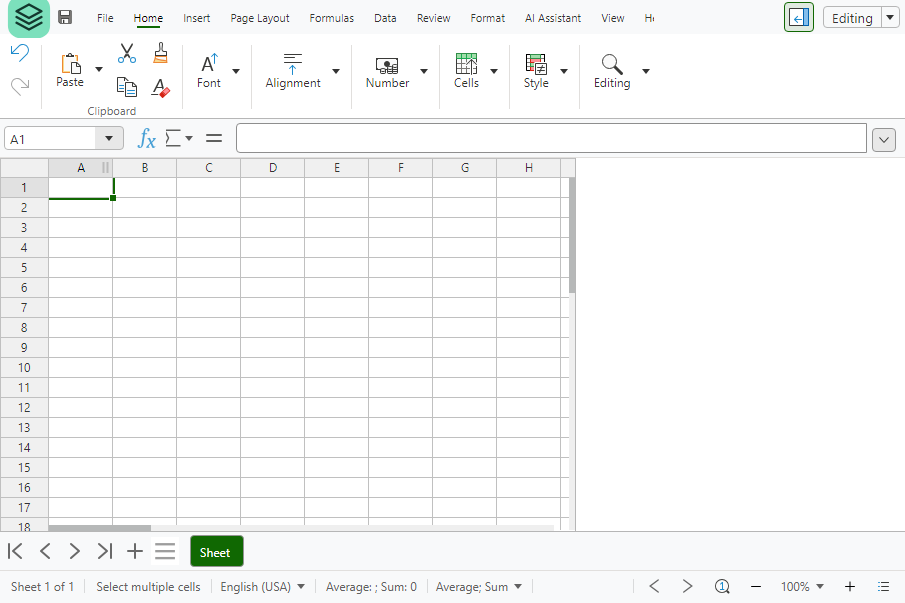 File Home Insert Page Layout Formulas Data Review Format AI Assistant View
Editing
Paste Font Alignment Number Cells Style Editing
Clipboard
A1 fx
A B C D E F G H
1
2
3
4
5
6
7
8
9
10
11
12
13
14
15
16
17
18
Sheet
Sheet 1 of 1 Select multiple cells English (USA) Average: ; Sum: 0 Average; Sum 1 100%